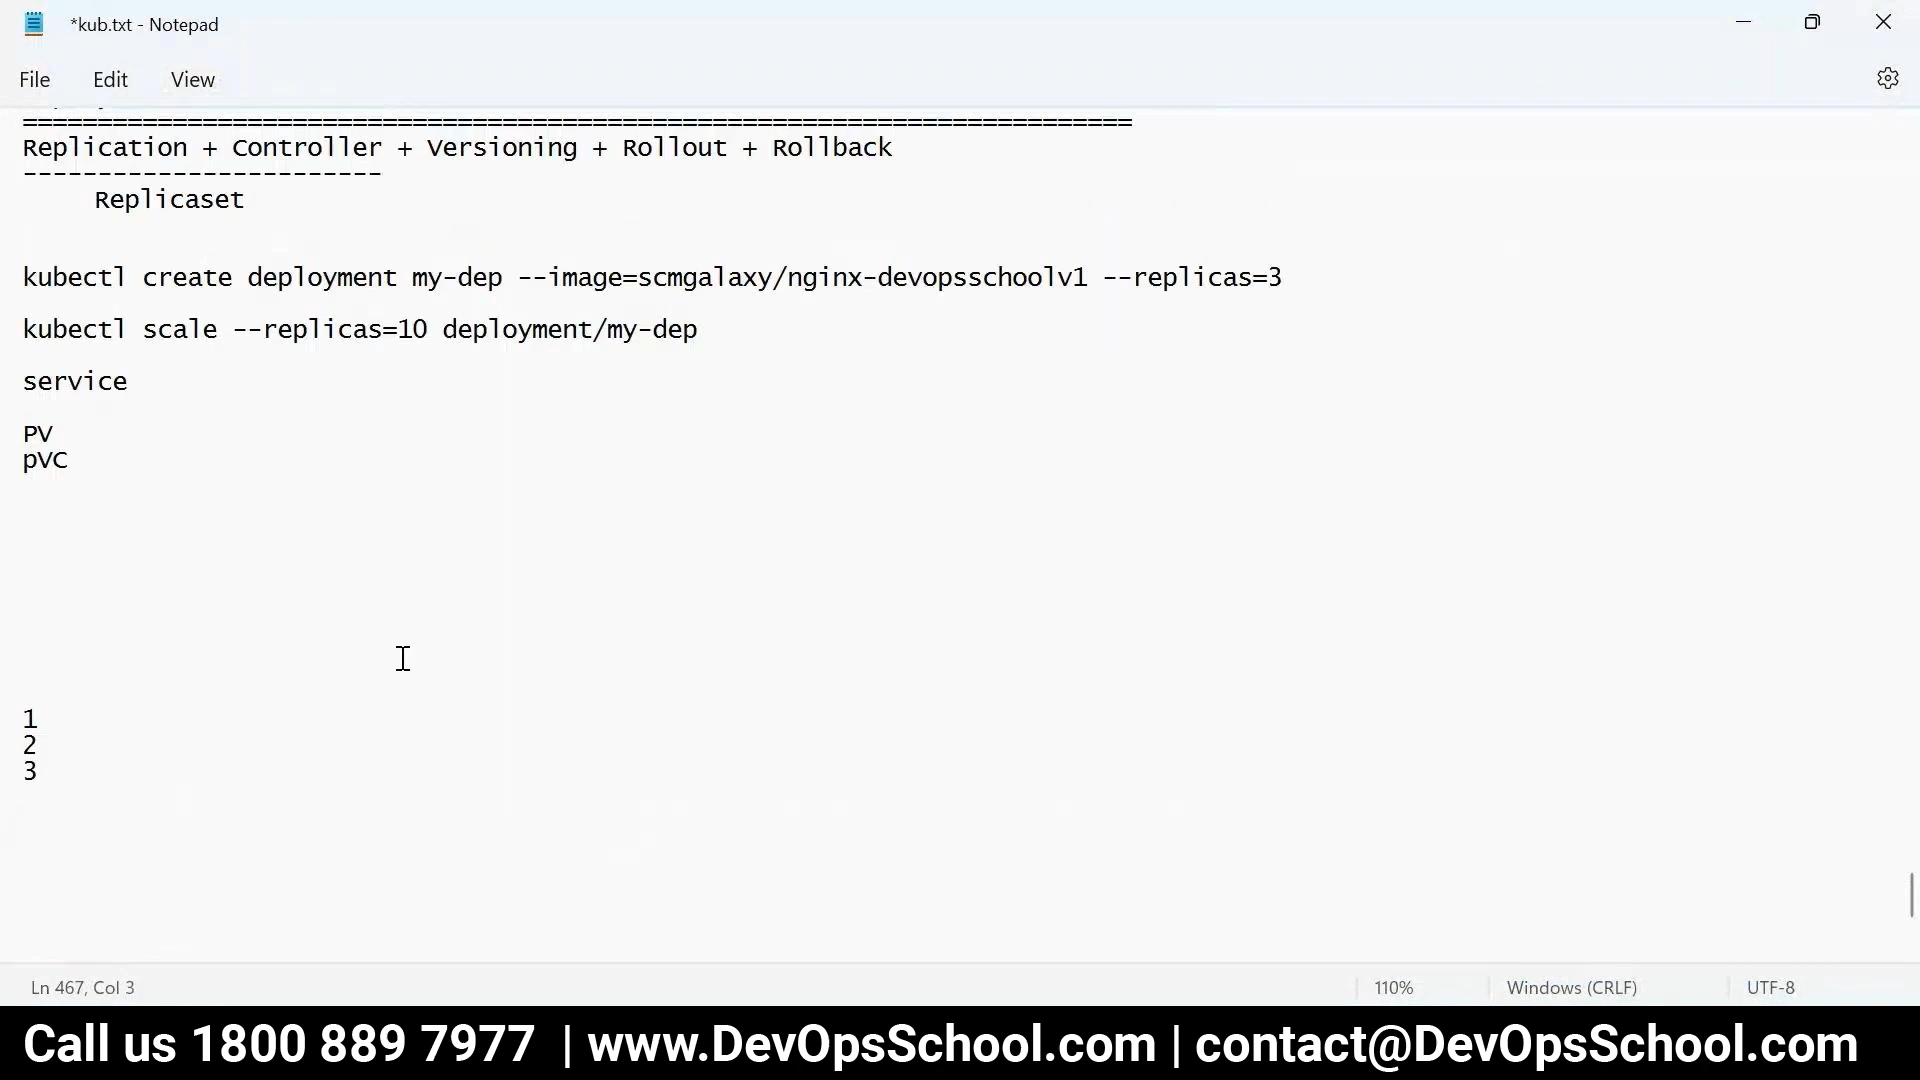 *kub.txt - Notepad
File Edit View
==========================================================================
Replication + Controller + Versioning + Rollout + Rollback
------------------------
Replicaset
kubectl create deployment my-dep --image=scmgalaxy/nginx-devopsschoolv1 --replicas=3
kubectl scale --replicas=10 deployment/my-dep
service
PV
pVC
1
2
3
Ln 467, Col 3 110% Windows (CRLF) UTF-8
Call us 1800 889 7977 | www.DevOpsSchool.com | contact@DevOpsSchool.com